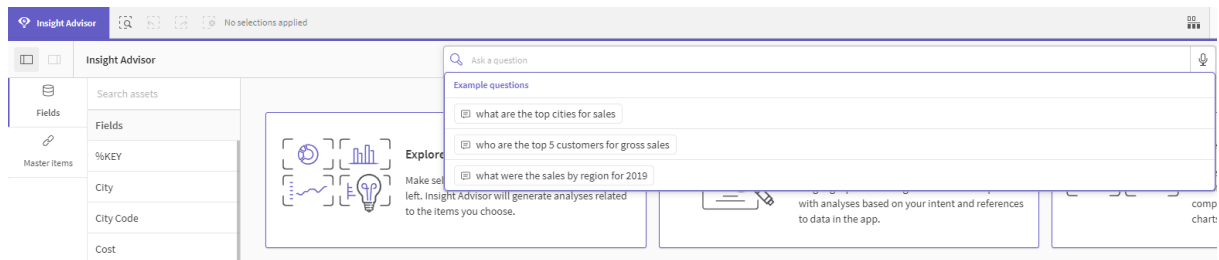 Insight Advisor
No selections applied
Insight Advisor
Ask a question
Example questions
what are the top cities for sales
who are the top 5 customers for gross sales
what were the sales by region for 2019
Fields
Master items
Search assets
Fields
%KEY
City
City Code
Cost
Explore
Make sel
left. Insight Advisor will generate analyses related
to the items you choose.
with analyses based on your intent and references
to data in the app.
comp
charts